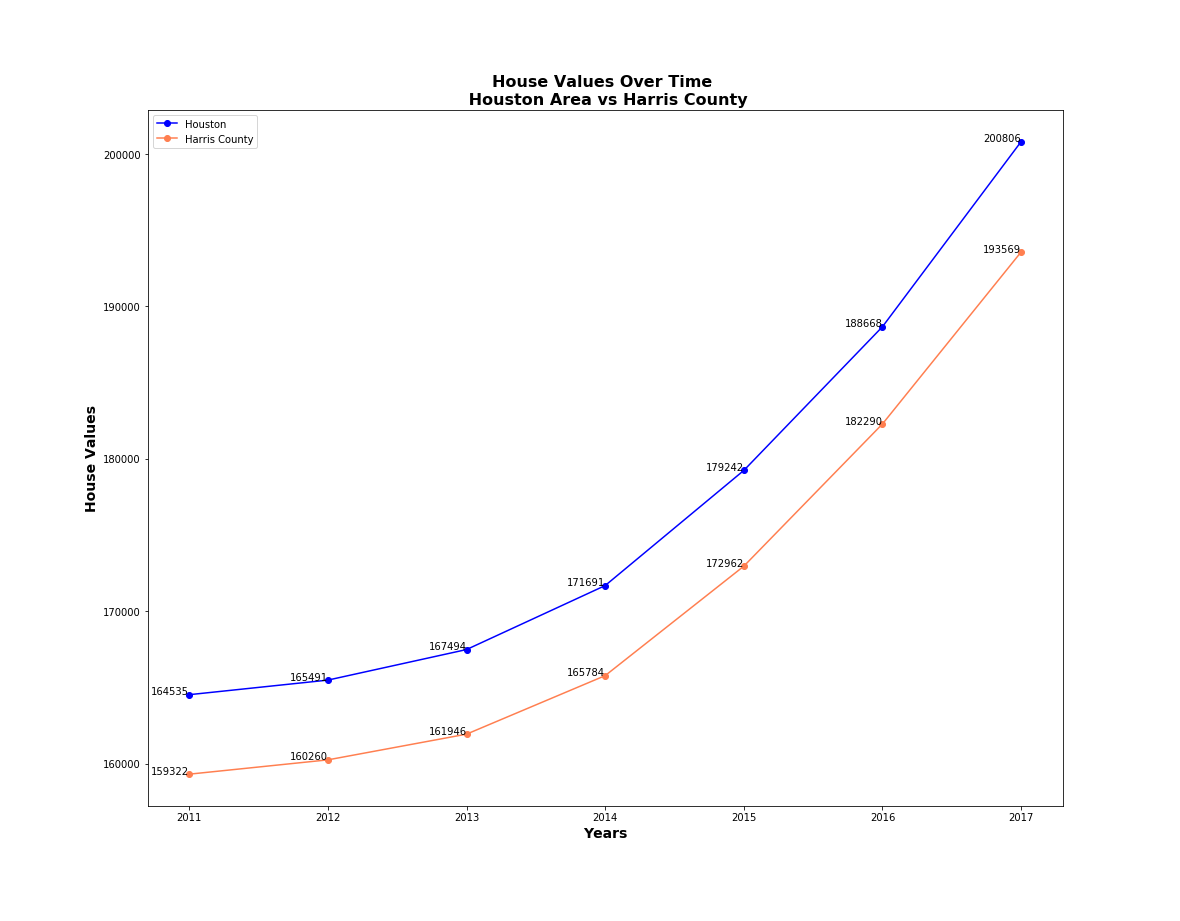 House Values Over Time
Houston Area vs Harris County
Houston
Harris County
200000
190000
180000
170000
160000
House Values
200806
193569
188668
182290
179242
172962
171691
165784
167494
161946
165491
160260
164535
159322
2011 2012 2013 2014 2015 2016 2017
Years